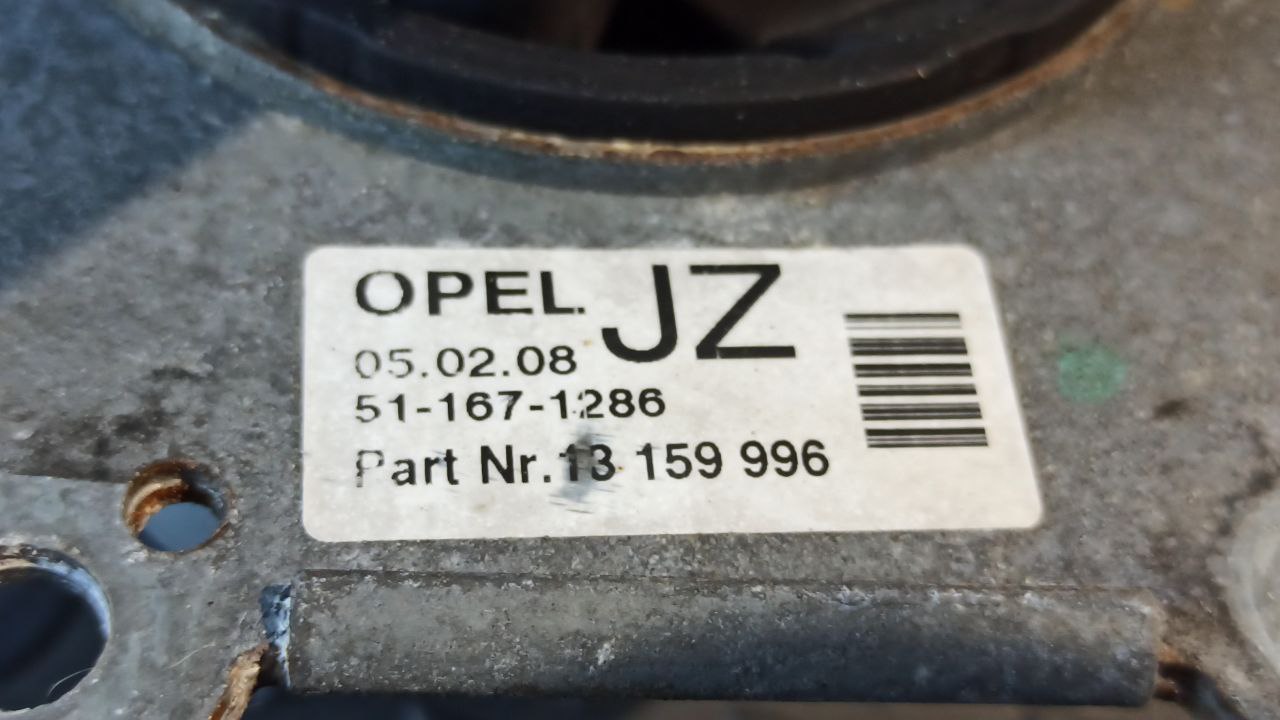 OPEL JZ
05.02.08
51-167-1286
Part Nr. 13 159 996